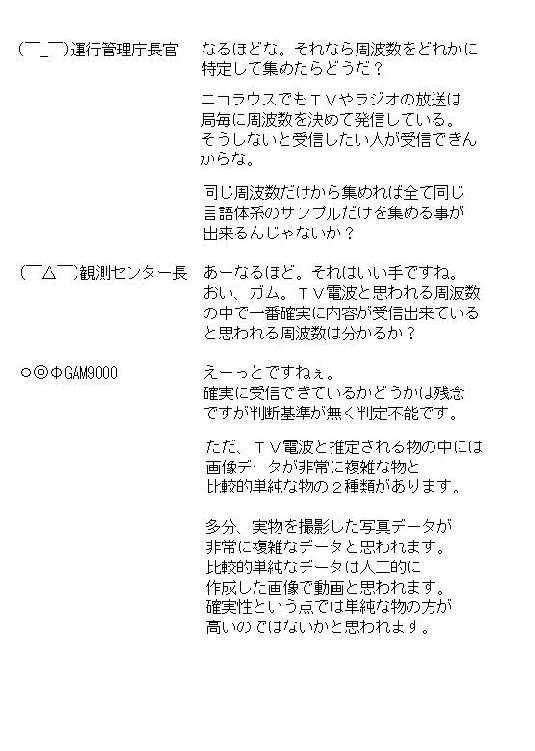 (￣_￣)運行管理庁長官 なるほどな。それなら周波数をどれかに
特定して集めたらどうだ？
ニコラウスでもＴＶやラジオの放送は
局毎に周波数を決めて発信している。
そうしないと受信したい人が受信できん
からな。
同じ周波数だけから集めれば全て同じ
言語体系のサンプルだけを集める事が
出来るんじゃないか？
(￣△￣)観測センター長 あーなるほど。それはいい手ですね。
おい、ガム。ＴＶ電波と思われる周波数
の中で一番確実に内容が受信出来ている
と思われる周波数は分かるか？
○◎ΦGAM9000 えーっとですねぇ。
確実に受信できているかどうかは残念
ですが判断基準が無く判定不能です。
ただ、ＴＶ電波と推定される物の中には
画像データが非常に複雑な物と
比較的単純な物の２種類があります。
多分、実物を撮影した写真データが
非常に複雑なデータと思われます。
比較的単純なデータは人工的に
作成した画像で動画と思われます。
確実性という点では単純な物の方が
高いのではないかと思われます。